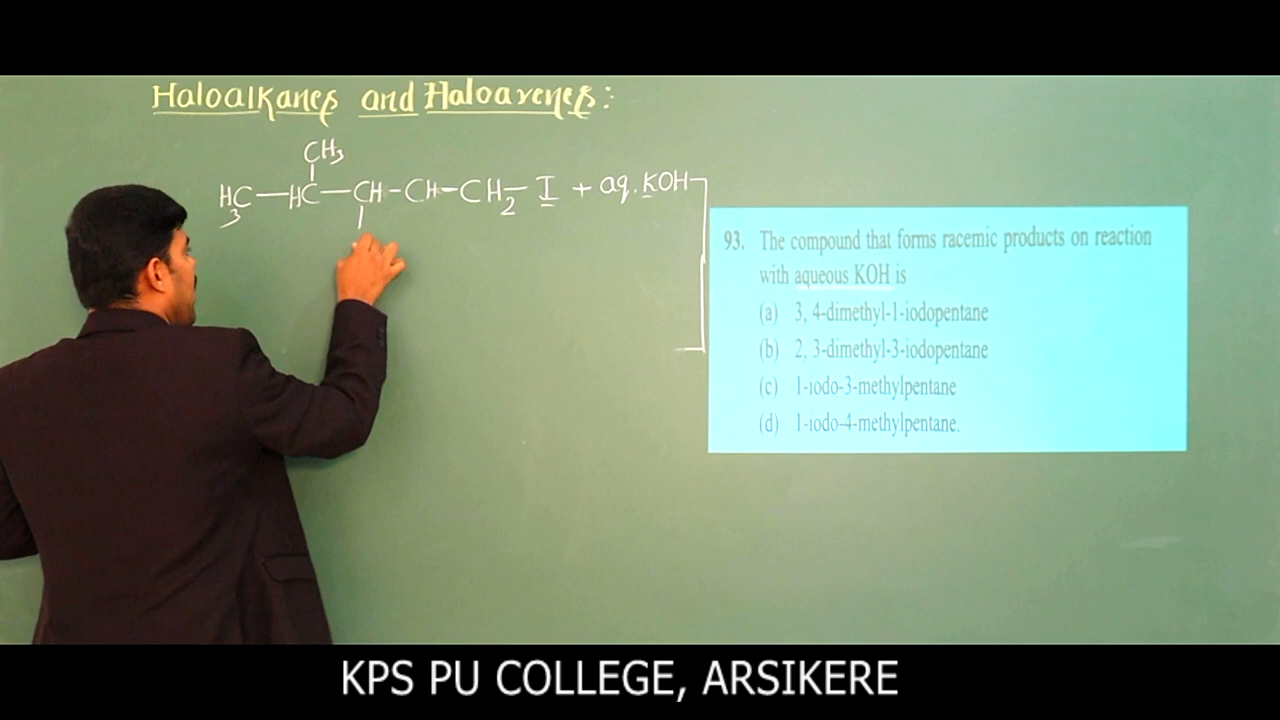 Haloalkanes and Haloarenes:
CH3
H3C—HC—CH-CH-CH2-I + aq.KOH
93. The compound that forms racemic products on reaction
with aqueous KOH is
(a) 3, 4-dimethyl-1-iodopentane
(b) 2, 3-dimethyl-3-iodopentane
(c) 1-iodo-3-methylpentane
(d) 1-iodo-4-methylpentane.
KPS PU COLLEGE, ARSIKERE